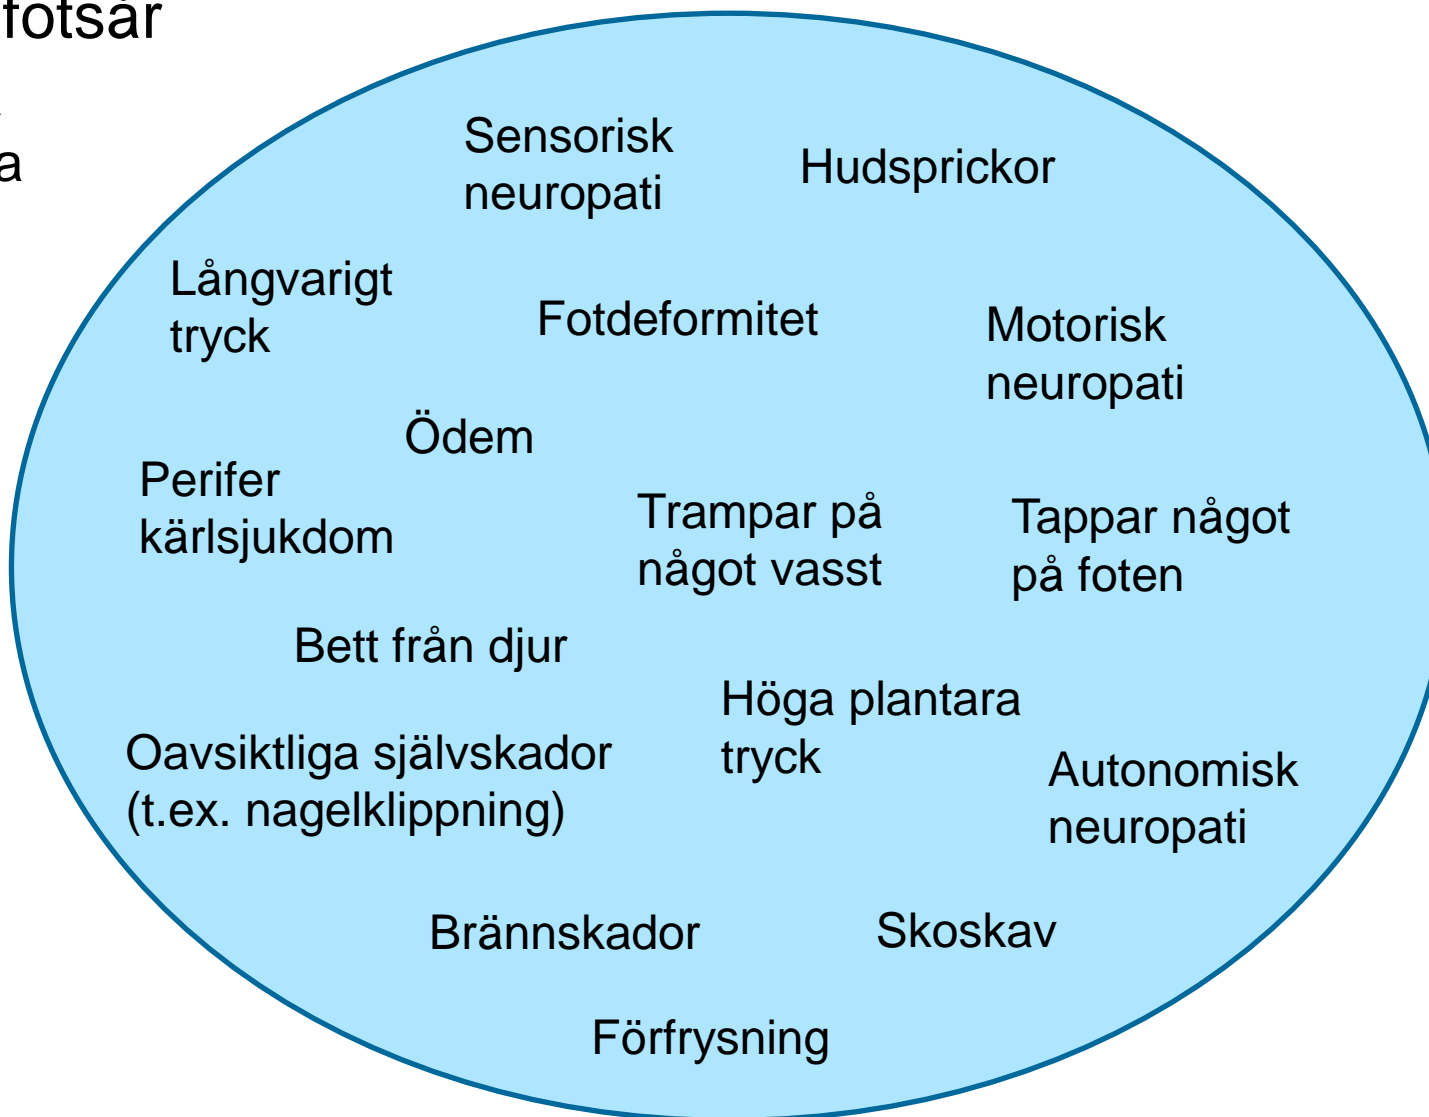 fotsår
a
Sensorisk
neuropati
Hudsprickor
Långvarigt
tryck
Fotdeformitet
Motorisk
neuropati
Ödem
Perifer
kärlsjukdom
Trampar på
något vasst
Tappar något
på foten
Bett från djur
Höga plantara
tryck
Oavsiktliga självskador
(t.ex. nagelklippning)
Autonomisk
neuropati
Brännskador
Skoskav
Förfrysning